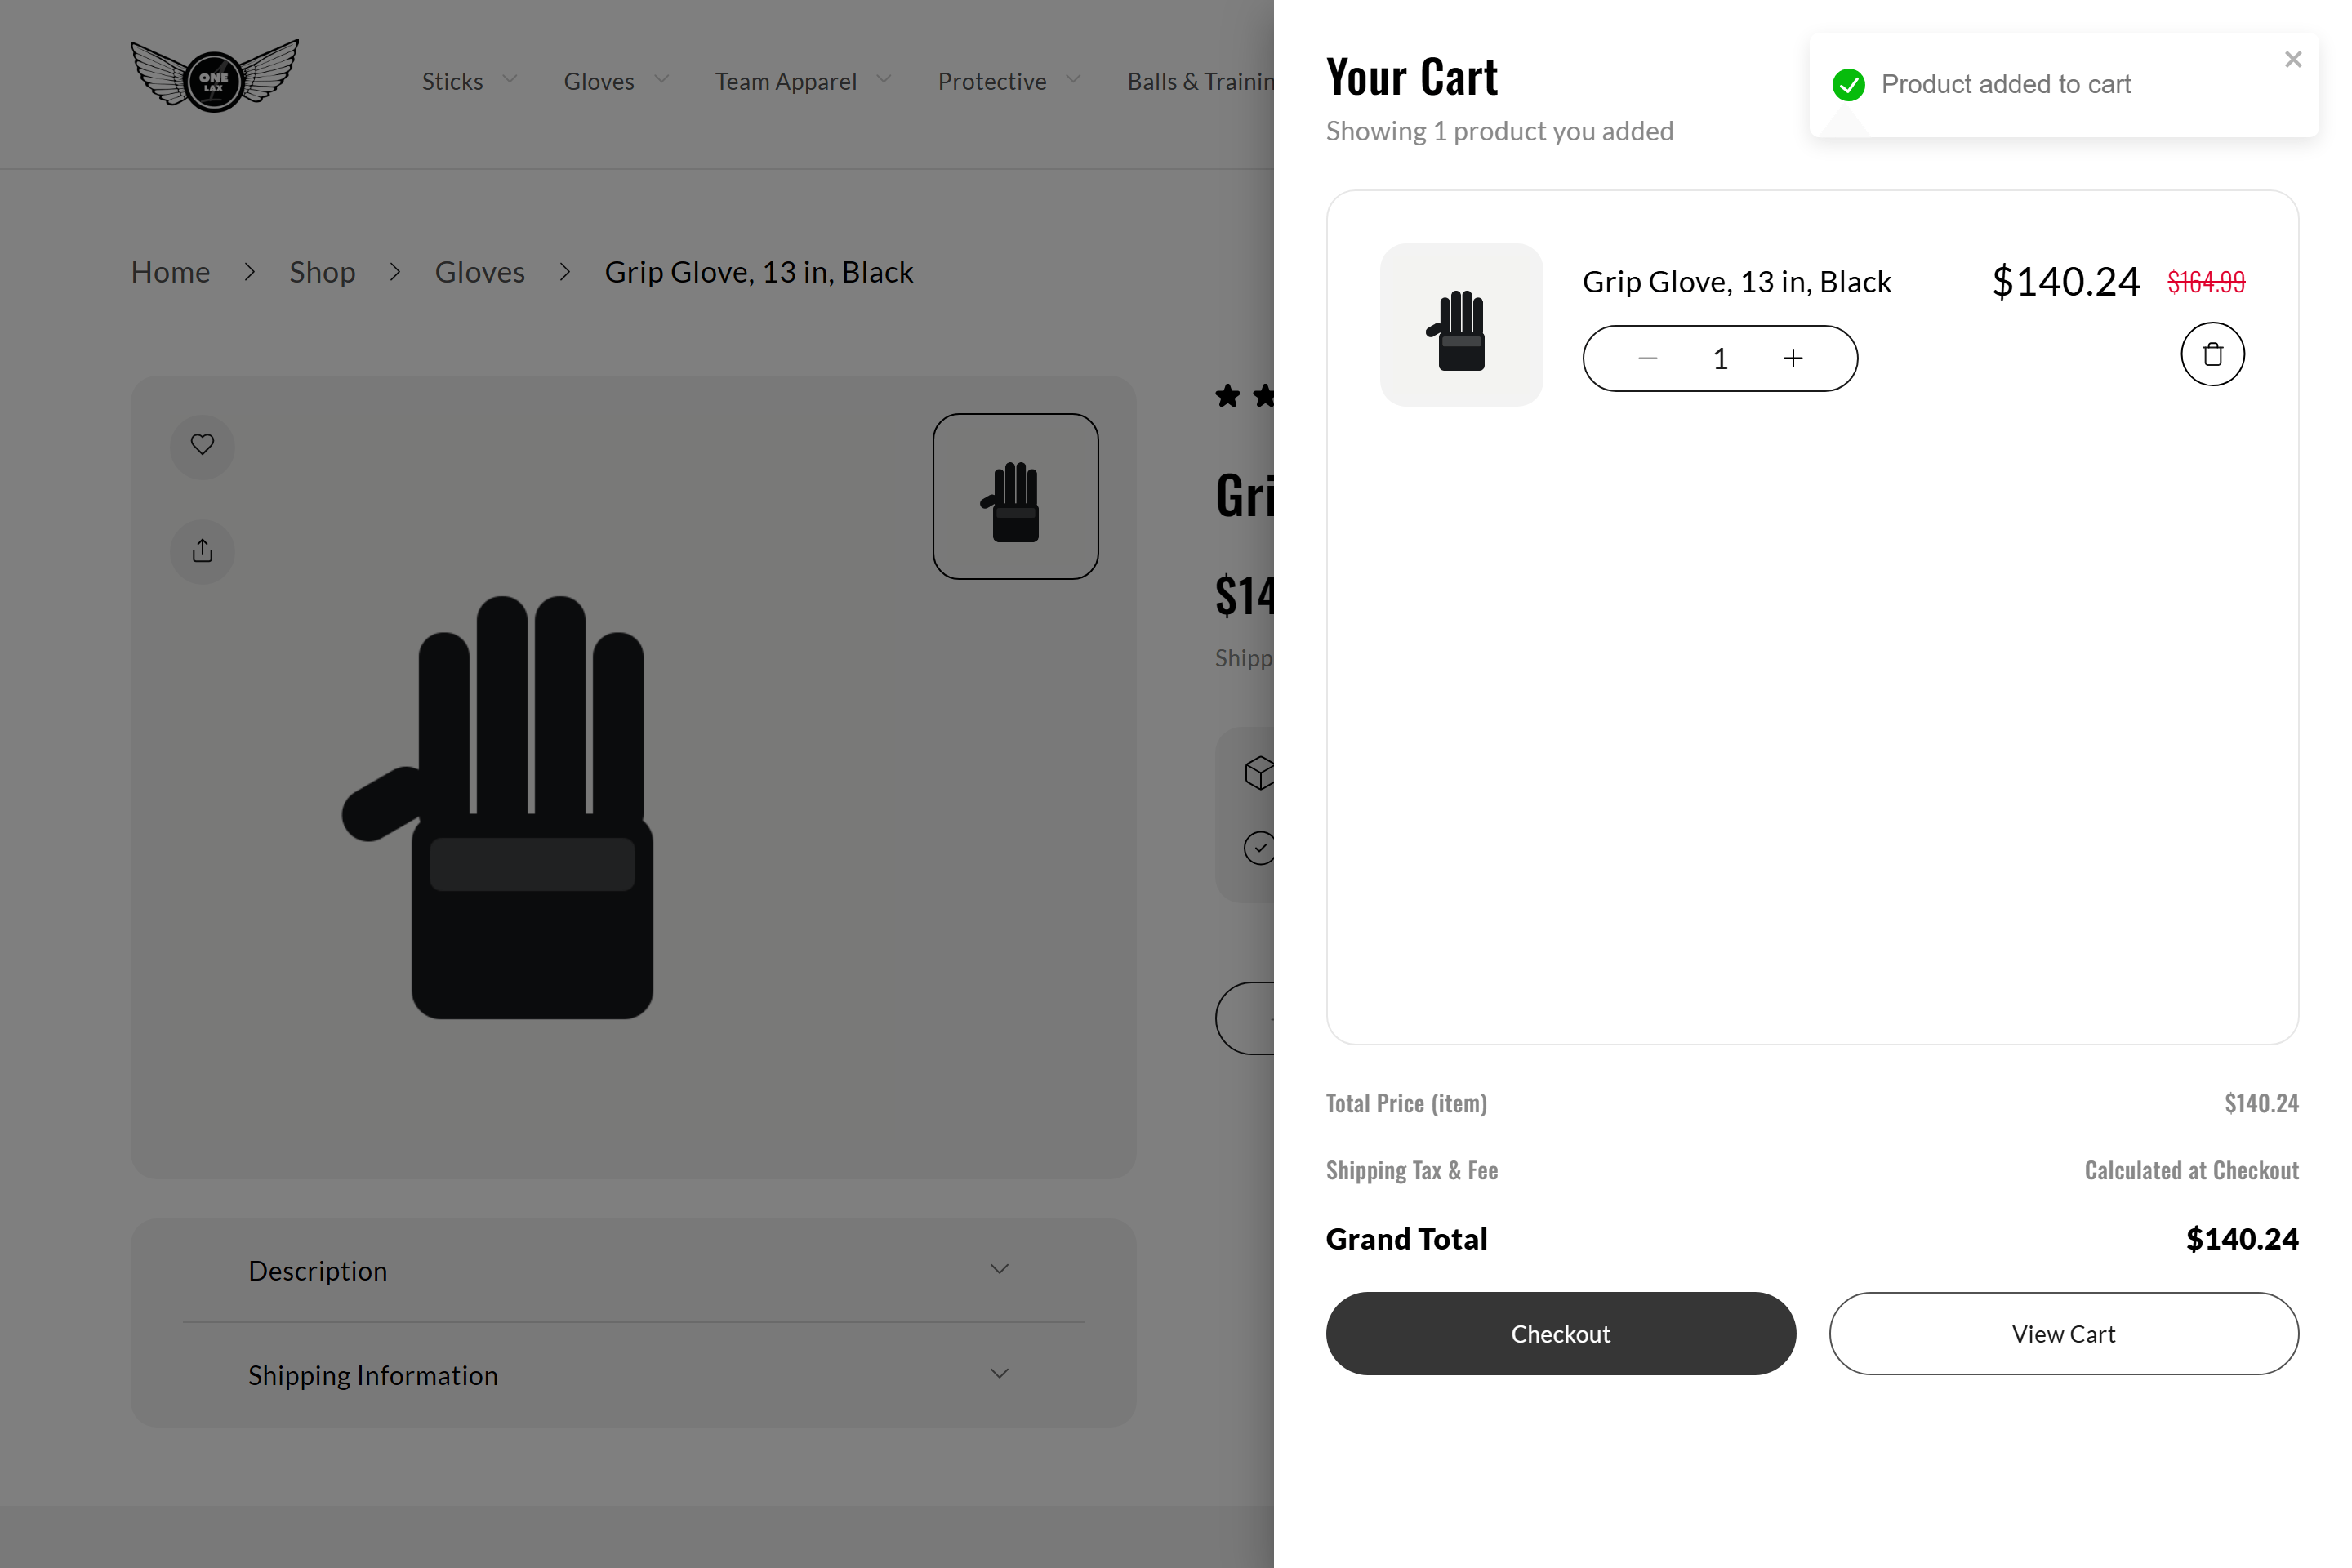 ONE
LAX
Sticks
Gloves
Team Apparel
Protective
Balls & Trainin
Home
Shop
Gloves
Grip Glove, 13 in, Black
Gri
$14
Shipp
Description
Shipping Information
Your Cart
Showing 1 product you added
Product added to cart
Grip Glove, 13 in, Black
$140.24
$164.99
1
Total Price (item)
$140.24
Shipping Tax & Fee
Calculated at Checkout
Grand Total
$140.24
Checkout
View Cart